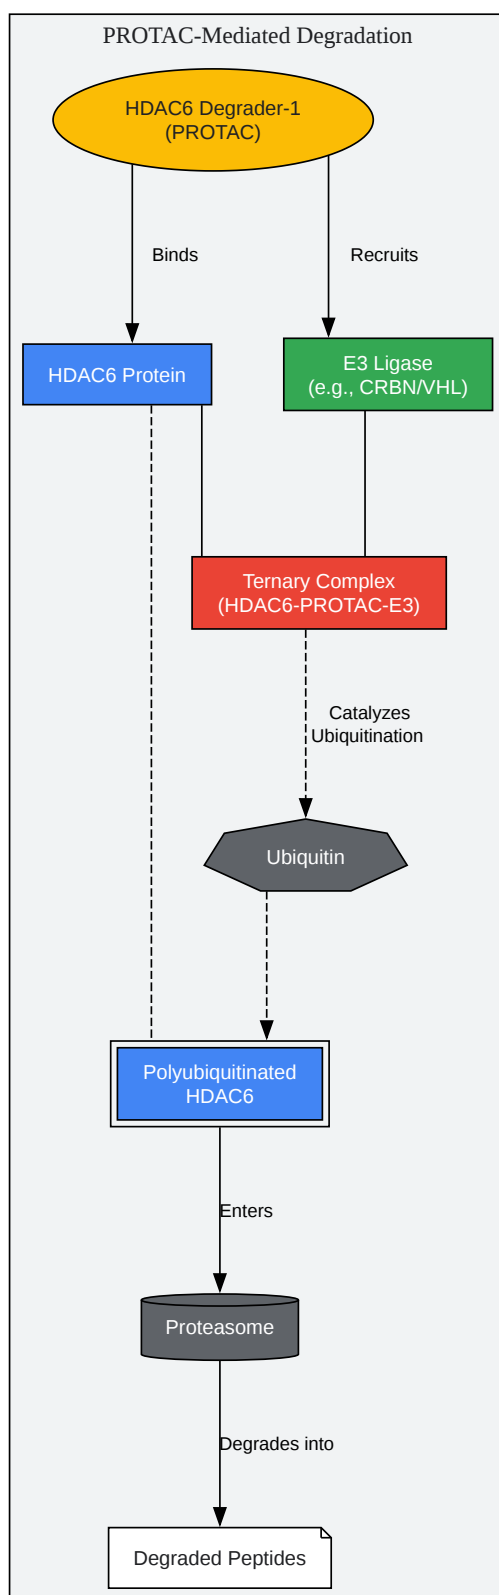 PROTAC-Mediated Degradation
HDAC6 Degrader-1
(PROTAC)
Binds
Recruits
HDAC6 Protein
E3 Ligase
(e.g., CRBN/VHL)
Ternary Complex
(HDAC6-PROTAC-E3)
Catalyzes
Ubiquitination
Ubiquitin
Polyubiquitinated
HDAC6
Enters
Proteasome
Degrades into
Degraded Peptides